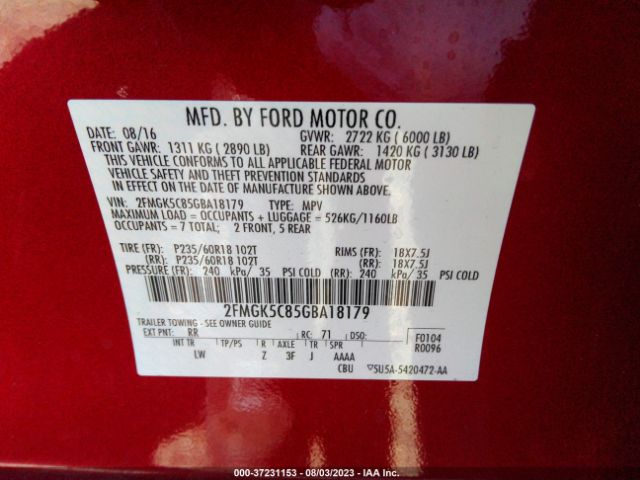 MFD. BY FORD MOTOR CO.
DATE: 08/16 GVWR: 2722 KG ( 6000 LB)
FRONT GAWR: 1311 KG ( 2890 LB) REAR GAWR: 1420 KG ( 3130 LB)
THIS VEHICLE CONFORMS TO ALL APPLICABLE FEDERAL MOTOR
VEHICLE SAFETY AND THEFT PREVENTION STANDARDS
IN EFFECT ON THE DATE OF MANUFACTURE SHOWN ABOVE.
VIN: 2FMGK5C85GBA18179 TYPE: MPV
MAXIMUM LOAD = OCCUPANTS + LUGGAGE = 526KG/1160LB
OCCUPANTS = 7 TOTAL; 2 FRONT, 5 REAR
TIRE (FR): P235/60R18 102T RIMS (FR): 18X7.5J
(RR): P235/60R18 102T (RR): 18X7.5J
PRESSURE (FR): 240 kPa/ 35 PSI COLD (RR): 240 kPa/ 35 PSI COLD
2FMGK5C85GBA18179
TRAILER TOWING - SEE OWNER GUIDE
EXT PNT: RR RC: 71 DSO: F0104
INT TR TP/PS R AXLE TR SPR R0096
LW Z 3F J AAAA
CBU ▽SU5A-5420472-AA
000-37231153 - 08/03/2023 - IAA Inc.